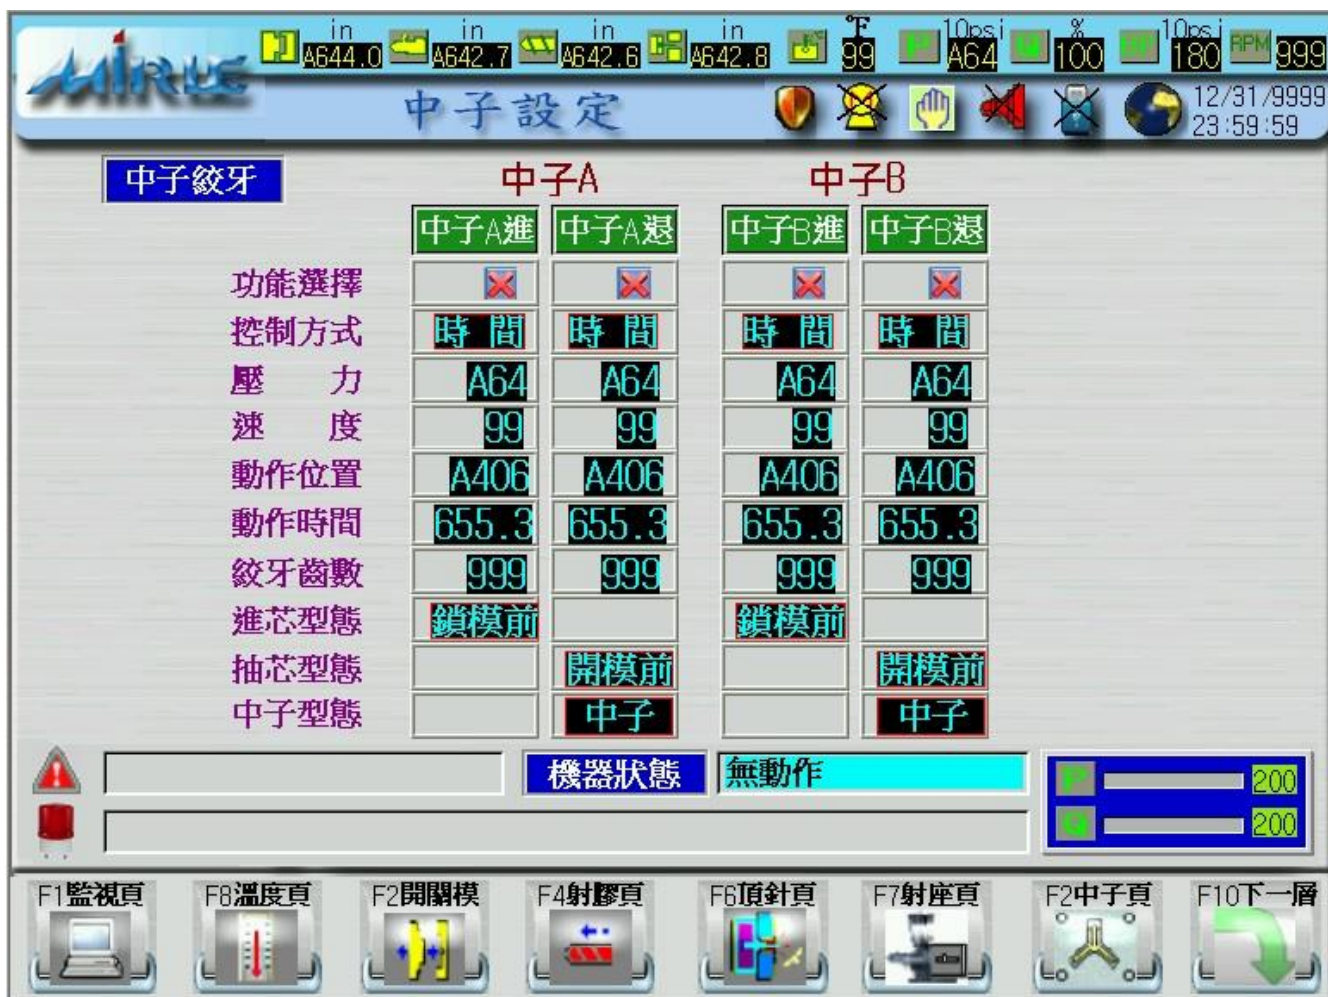 MIRLE in A644.0 in A642.7 in A642.6 in A642.8 °F 99 10psi A64 % 100 10psi 180 RPM 999
中子設定 12/31/9999
23:59:59
中子絞牙 中子A 中子B
中子A進 中子A退 中子B進 中子B退
功能選擇
控制方式 時間 時間 時間 時間
壓力 A64 A64 A64 A64
速度 99 99 99 99
動作位置 A406 A406 A406 A406
動作時間 655.3 655.3 655.3 655.3
絞牙齒數 999 999 999 999
進芯型態 鎖模前 鎖模前
抽芯型態 開模前 開模前
中子型態 中子 中子
機器狀態 無動作 P 200
200
F1監視頁 F8溫度頁 F2開關模 F4射膠頁 F6頂針頁 F7射座頁 F2中子頁 F10下一層